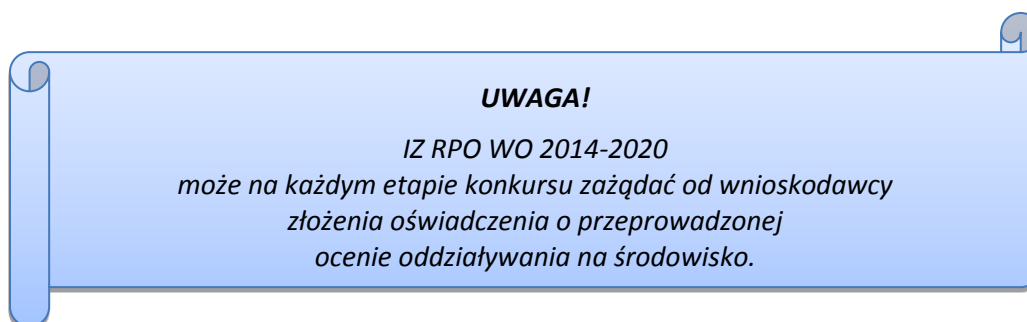 UWAGA!
IZ RPO WO 2014-2020
może na każdym etapie konkursu zażądać od wnioskodawcy
złożenia oświadczenia o przeprowadzonej
ocenie oddziaływania na środowisko.